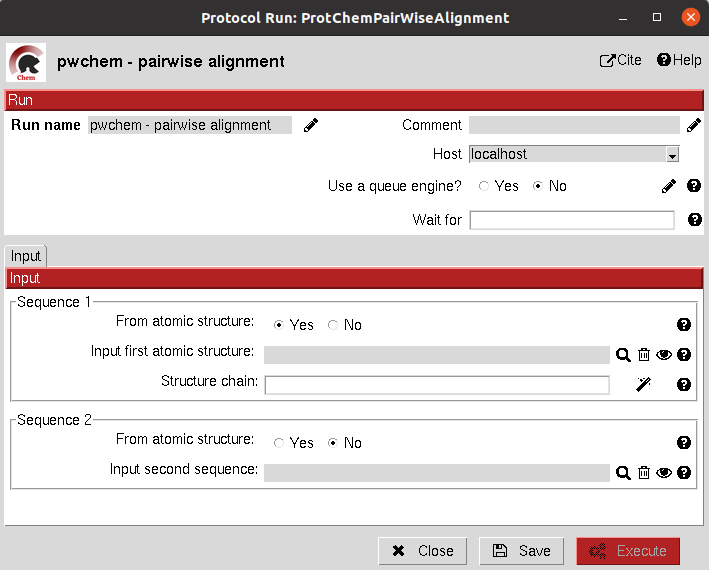 Protocol Run: ProtChemPairWiseAlignment
Chem
pwchem - pairwise alignment
Cite
Help
Run
Run name pwchem - pairwise alignment
Comment
Host localhost
Use a queue engine? Yes No
Wait for
Input
Input
Sequence 1
From atomic structure: Yes No
Input first atomic structure:
Structure chain:
Sequence 2
From atomic structure: Yes No
Input second sequence:
Close Save Execute